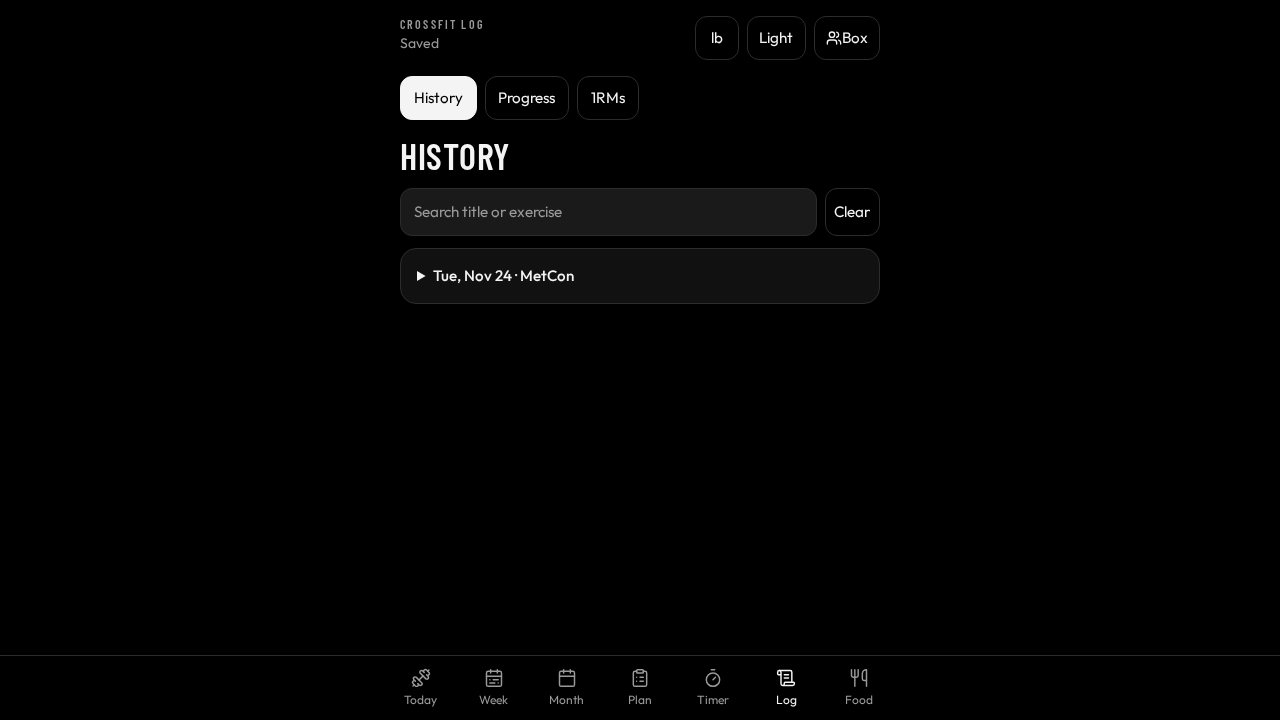 CROSSFIT LOG
Saved
lb
Light
Box
History
Progress
1RMs
HISTORY
Search title or exercise
Clear
Tue, Nov 24 · MetCon
Today
Week
Month
Plan
Timer
Log
Food